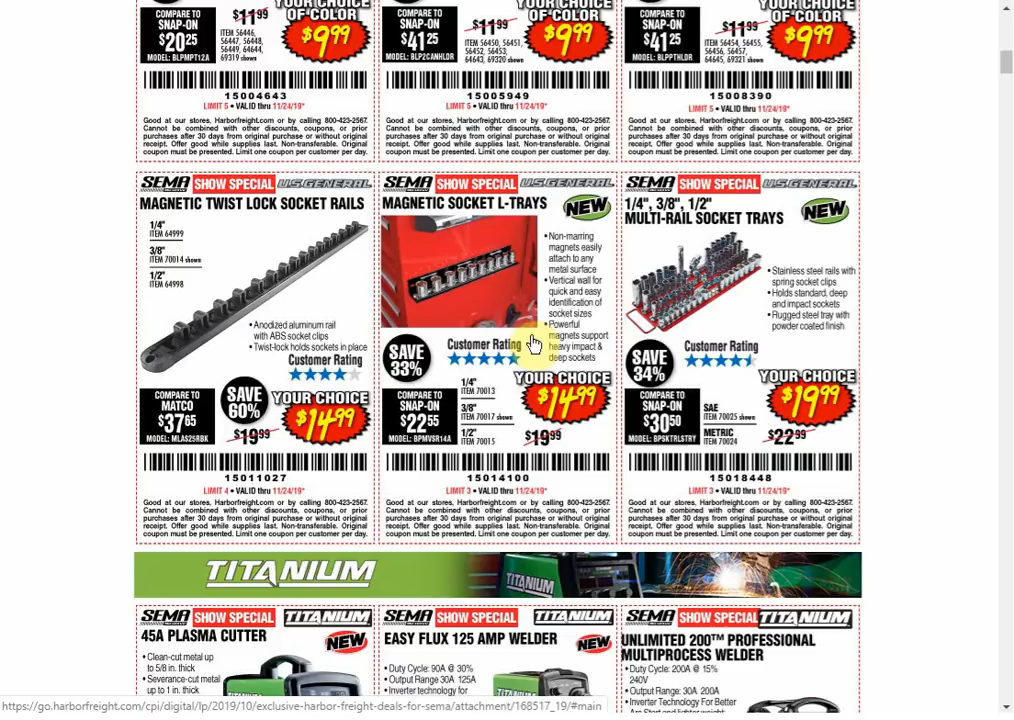 COMPARE TO
SNAP-ON
$20.25
MODEL: BLPMPT12A
$11.99
ITEM 56446,
56447, 56448,
56449, 64644,
69319 shown
YOUR CHOICE
OF COLOR
$9.99
15004643
LIMIT 5 • VALID thru 11/24/19*
Good at our stores, Harborfreight.com or by calling 800-423-2567.
Cannot be combined with other discounts, coupons, or prior
purchases after 30 days from original purchase or without original
receipt. Offer good while supplies last. Non-transferable. Original
coupon must be presented. Limit one coupon per customer per day.
COMPARE TO
SNAP-ON
$41.25
MODEL: BLP2CANHLDR
$11.99
ITEM 56450, 56451,
56452, 56453,
64643, 69320 shown
YOUR CHOICE
OF COLOR
$9.99
15005949
LIMIT 5 • VALID thru 11/24/19*
Good at our stores, Harborfreight.com or by calling 800-423-2567.
Cannot be combined with other discounts, coupons, or prior
purchases after 30 days from original purchase or without original
receipt. Offer good while supplies last. Non-transferable. Original
coupon must be presented. Limit one coupon per customer per day.
COMPARE TO
SNAP-ON
$41.25
MODEL: BLPPTHLDR
$11.99
ITEM 56454, 56455,
56456, 56457,
64645, 69321 shown
YOUR CHOICE
OF COLOR
$9.99
15008390
LIMIT 5 • VALID thru 11/24/19*
Good at our stores, Harborfreight.com or by calling 800-423-2567.
Cannot be combined with other discounts, coupons, or prior
purchases after 30 days from original purchase or without original
receipt. Offer good while supplies last. Non-transferable. Original
coupon must be presented. Limit one coupon per customer per day.
SEMA SHOW SPECIAL U.S.GENERAL
MAGNETIC TWIST LOCK SOCKET RAILS
1/4"
ITEM 64999
3/8"
ITEM 70014 shown
1/2"
ITEM 64998
• Anodized aluminum rail
with ABS socket clips
• Twist-lock holds sockets in place
Customer Rating
COMPARE TO
MATCO
$37.65
MODEL: MLAS25RBK
SAVE
60%
$19.99
YOUR CHOICE
$14.99
15011027
LIMIT 4 • VALID thru 11/24/19*
Good at our stores, Harborfreight.com or by calling 800-423-2567.
Cannot be combined with other discounts, coupons, or prior
purchases after 30 days from original purchase or without original
receipt. Offer good while supplies last. Non-transferable. Original
coupon must be presented. Limit one coupon per customer per day.
SEMA SHOW SPECIAL U.S.GENERAL
MAGNETIC SOCKET L-TRAYS
NEW
• Non-marring
magnets easily
attach to any
metal surface
• Vertical wall for
quick and easy
identification of
socket sizes
• Powerful
magnets support
heavy impact &
deep sockets
Customer Rating
SAVE
33%
COMPARE TO
SNAP-ON
$22.55
MODEL: BPMVSR14A
1/4"
ITEM 70013
3/8"
ITEM 70017 shown
1/2"
ITEM 70015
YOUR CHOICE
$14.99
$19.99
15014100
LIMIT 3 • VALID thru 11/24/19*
Good at our stores, Harborfreight.com or by calling 800-423-2567.
Cannot be combined with other discounts, coupons, or prior
purchases after 30 days from original purchase or without original
receipt. Offer good while supplies last. Non-transferable. Original
coupon must be presented. Limit one coupon per customer per day.
SEMA SHOW SPECIAL U.S.GENERAL
1/4", 3/8", 1/2"
MULTI-RAIL SOCKET TRAYS
NEW
• Stainless steel rails with
spring socket clips
• Holds standard, deep
and impact sockets
• Rugged steel tray with
powder coated finish
Customer Rating
SAVE
34%
COMPARE TO
SNAP-ON
$30.50
MODEL: BPSKTRLSTRY
SAE
ITEM 70025 shown
METRIC
ITEM 70024
YOUR CHOICE
$19.99
$22.99
15018448
LIMIT 3 • VALID thru 11/24/19*
Good at our stores, Harborfreight.com or by calling 800-423-2567.
Cannot be combined with other discounts, coupons, or prior
purchases after 30 days from original purchase or without original
receipt. Offer good while supplies last. Non-transferable. Original
coupon must be presented. Limit one coupon per customer per day.
TITANIUM
TITANIUM
SEMA SHOW SPECIAL TITANIUM
45A PLASMA CUTTER
NEW
• Clean-cut metal up
to 5/8 in. thick
• Severance-cut metal
up to 1 in. thick
SEMA SHOW SPECIAL TITANIUM
EASY FLUX 125 AMP WELDER
NEW
• Duty Cycle: 90A @ 30%
• Output Range 30A 125A
• Inverter technology for
TITANIUM
SEMA SHOW SPECIAL TITANIUM
UNLIMITED 200™ PROFESSIONAL
MULTIPROCESS WELDER
• Duty Cycle: 200A @ 15%
240V
• Output Range: 30A 200A
• Inverter Technology For Better
https://go.harborfreight.com/cpi/digital/lp/2019/10/exclusive-harbor-freight-deals-for-sema/attachment/168517_19/#main